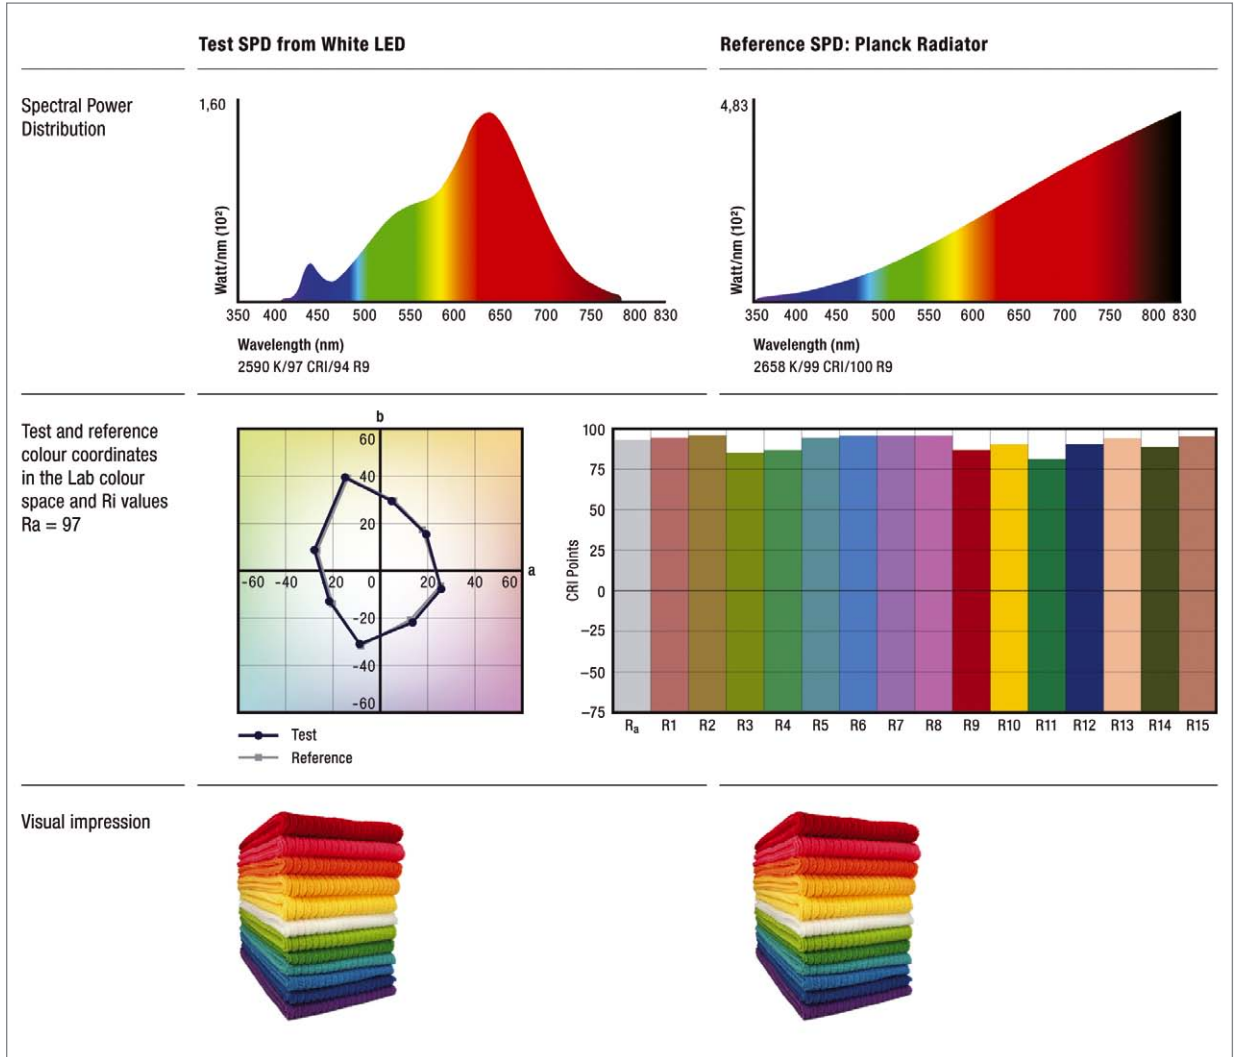 Test SPD from White LED
Reference SPD: Planck Radiator
Spectral Power
Distribution
1,60
Watt/nm (10²)
350 400 450 500 550 600 650 700 750 800 830
Wavelength (nm)
2590 K/97 CRI/94 R9
4,83
Watt/nm (10²)
350 400 450 500 550 600 650 700 750 800 830
Wavelength (nm)
2658 K/99 CRI/100 R9
Test and reference
colour coordinates
in the Lab colour
space and Ri values
Ra = 97
b
60
40
20
-60 -40 20 0 20 40 60 a
-20
-40
-60
Test
Reference
CRI Points
100
75
50
25
0
–25
–50
–75
Ra R1 R2 R3 R4 R5 R6 R7 R8 R9 R10 R11 R12 R13 R14 R15
Visual impression